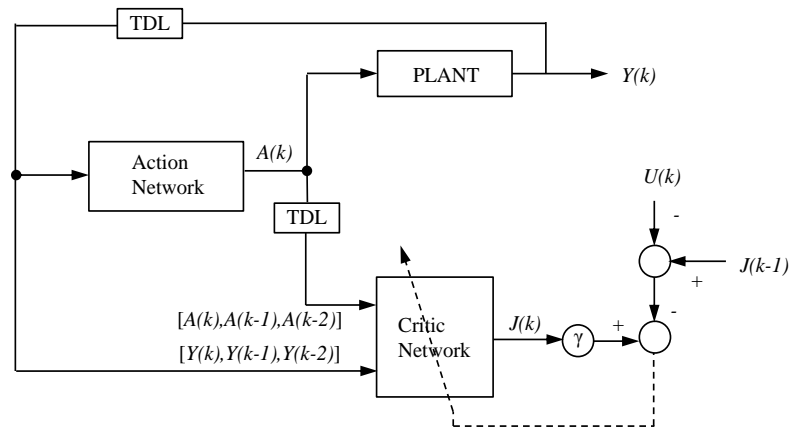 TDL
PLANT
Y(k)
Action
Network
A(k)
TDL
U(k)
-
J(k-1)
+
-
[A(k),A(k-1),A(k-2)]
[Y(k),Y(k-1),Y(k-2)]
Critic
Network
J(k)
γ
+